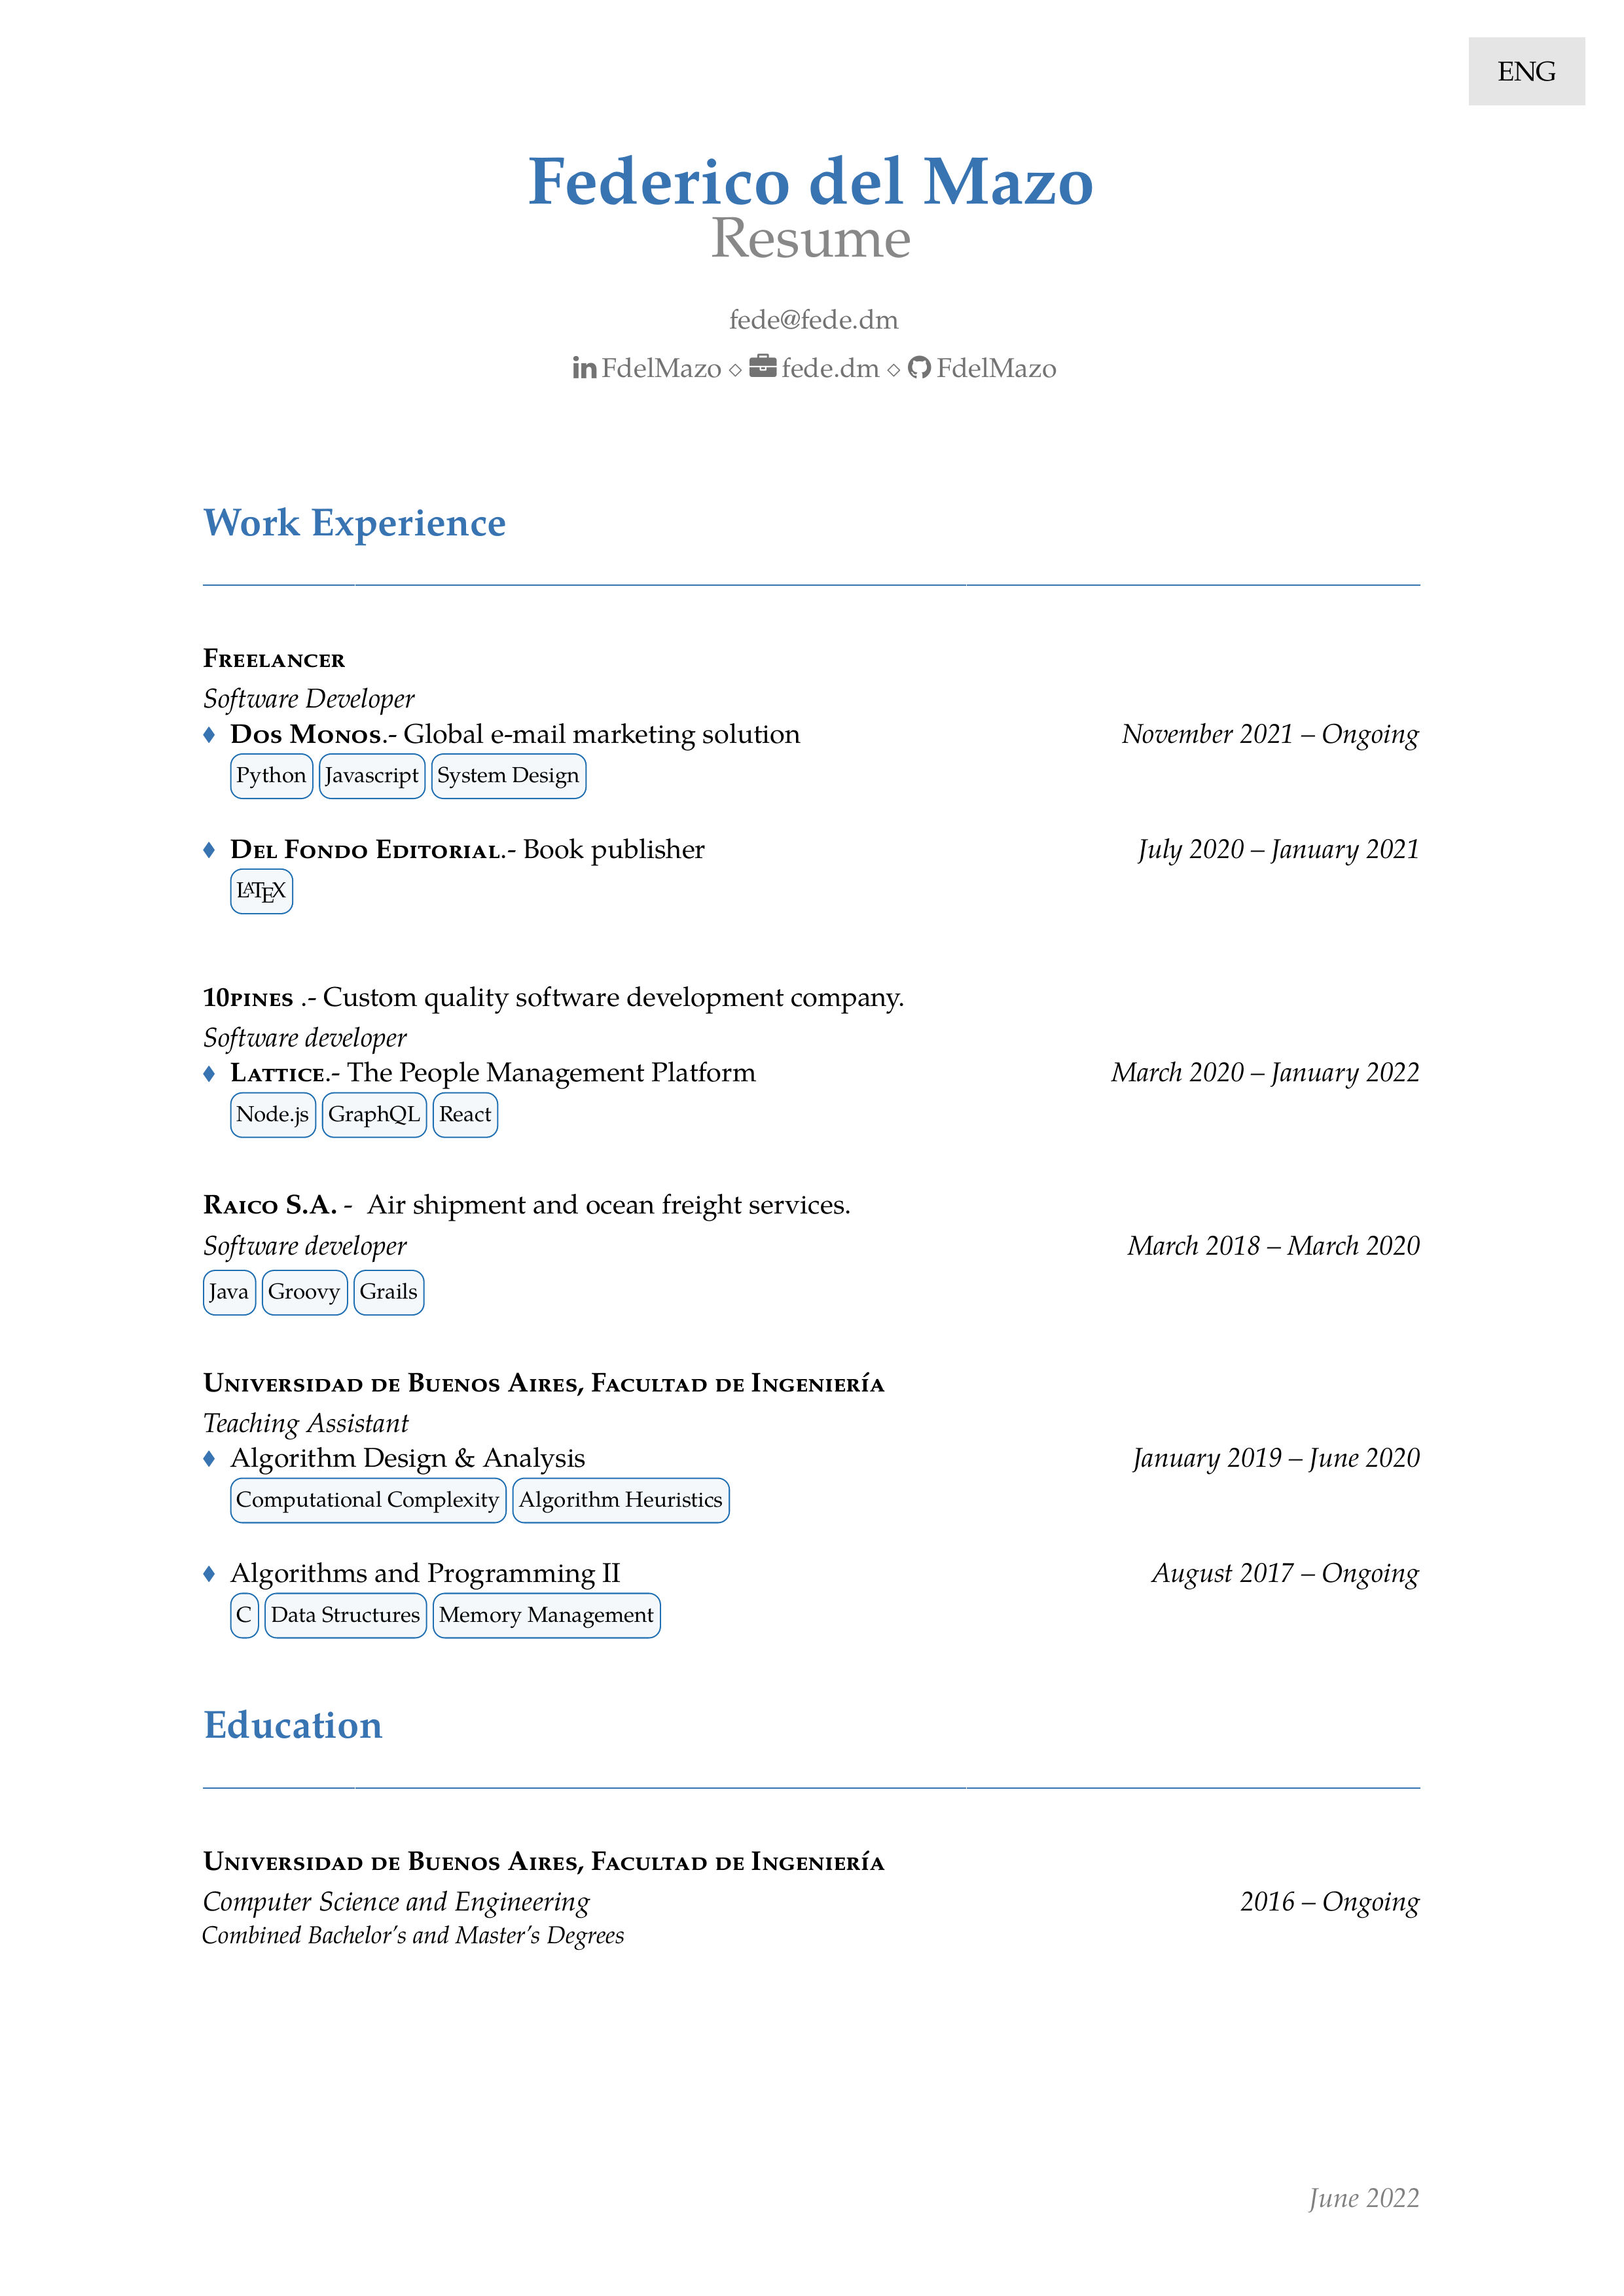 ENG
Federico del Mazo
Resume
fede@fede.dm
FdelMazo ◇ fede.dm ◇ FdelMazo
Work Experience
Freelancer
Software Developer
♦ Dos Monos.- Global e-mail marketing solution November 2021 – Ongoing
Python Javascript System Design
♦ Del Fondo Editorial.- Book publisher July 2020 – January 2021
LATEX
10pines .- Custom quality software development company.
Software developer
♦ Lattice.- The People Management Platform March 2020 – January 2022
Node.js GraphQL React
Raico S.A. - Air shipment and ocean freight services.
Software developer March 2018 – March 2020
Java Groovy Grails
Universidad de Buenos Aires, Facultad de Ingeniería
Teaching Assistant
♦ Algorithm Design & Analysis January 2019 – June 2020
Computational Complexity Algorithm Heuristics
♦ Algorithms and Programming II August 2017 – Ongoing
C Data Structures Memory Management
Education
Universidad de Buenos Aires, Facultad de Ingeniería
Computer Science and Engineering 2016 – Ongoing
Combined Bachelor's and Master's Degrees
June 2022